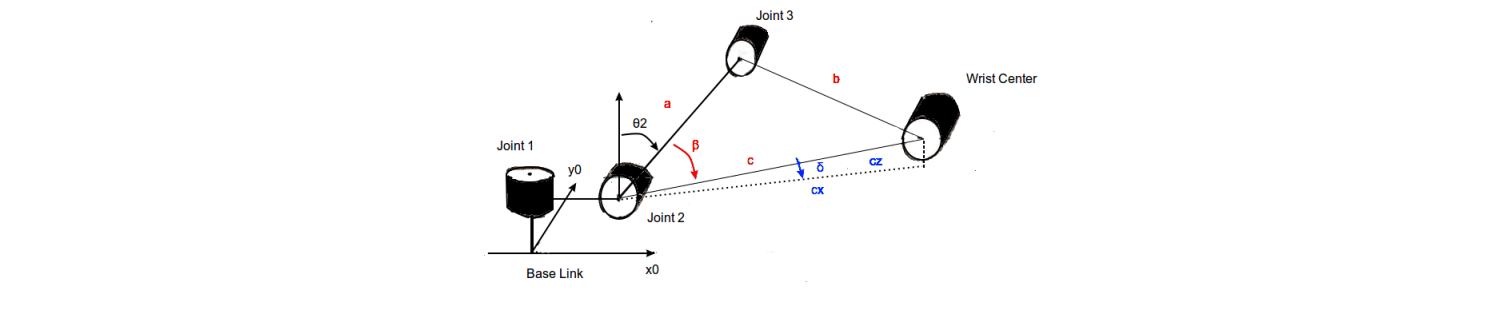 Joint 3
b
Wrist Center
a
θ2
β
Joint 1
y0
c
cz
δ
cx
Joint 2
x0
Base Link